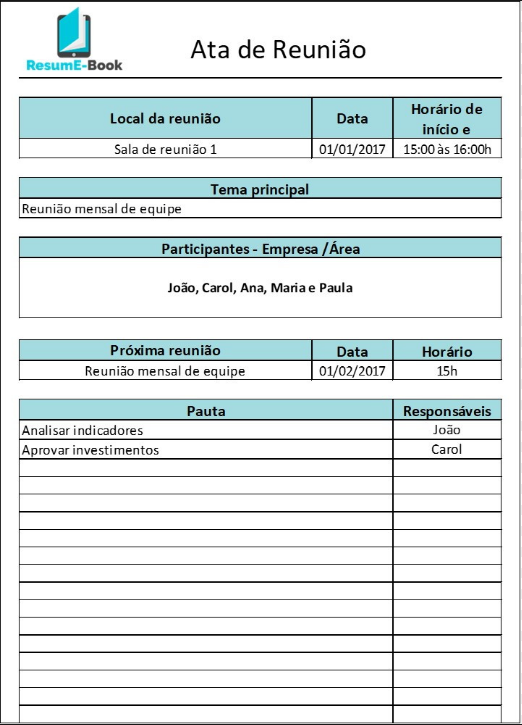 ResumE-Book
Ata de Reunião
Local da reunião Data Horário de início e
Sala de reunião 1 01/01/2017 15:00 às 16:00h
Tema principal
Reunião mensal de equipe
Participantes - Empresa /Área
João, Carol, Ana, Maria e Paula
Próxima reunião Data Horário
Reunião mensal de equipe 01/02/2017 15h
Pauta Responsáveis
Analisar indicadores João
Aprovar investimentos Carol